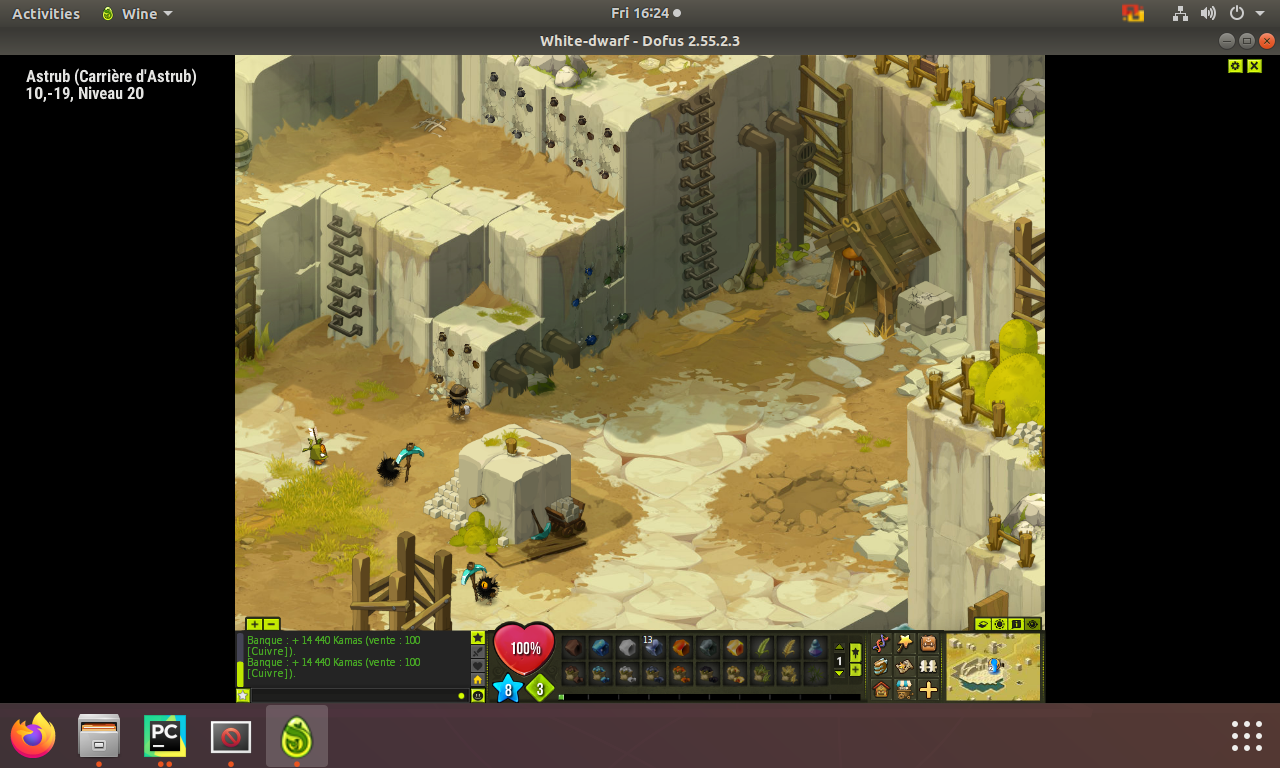 Activities
Wine
Fri 16:24
White-dwarf - Dofus 2.55.2.3
Astrub (Carrière d'Astrub)
10,-19, Niveau 20
Banque : + 14 440 Kamas (vente : 100
[Cuivre]).
Banque : + 14 440 Kamas (vente : 100
[Cuivre]).
100%
8
3
13
1
PC